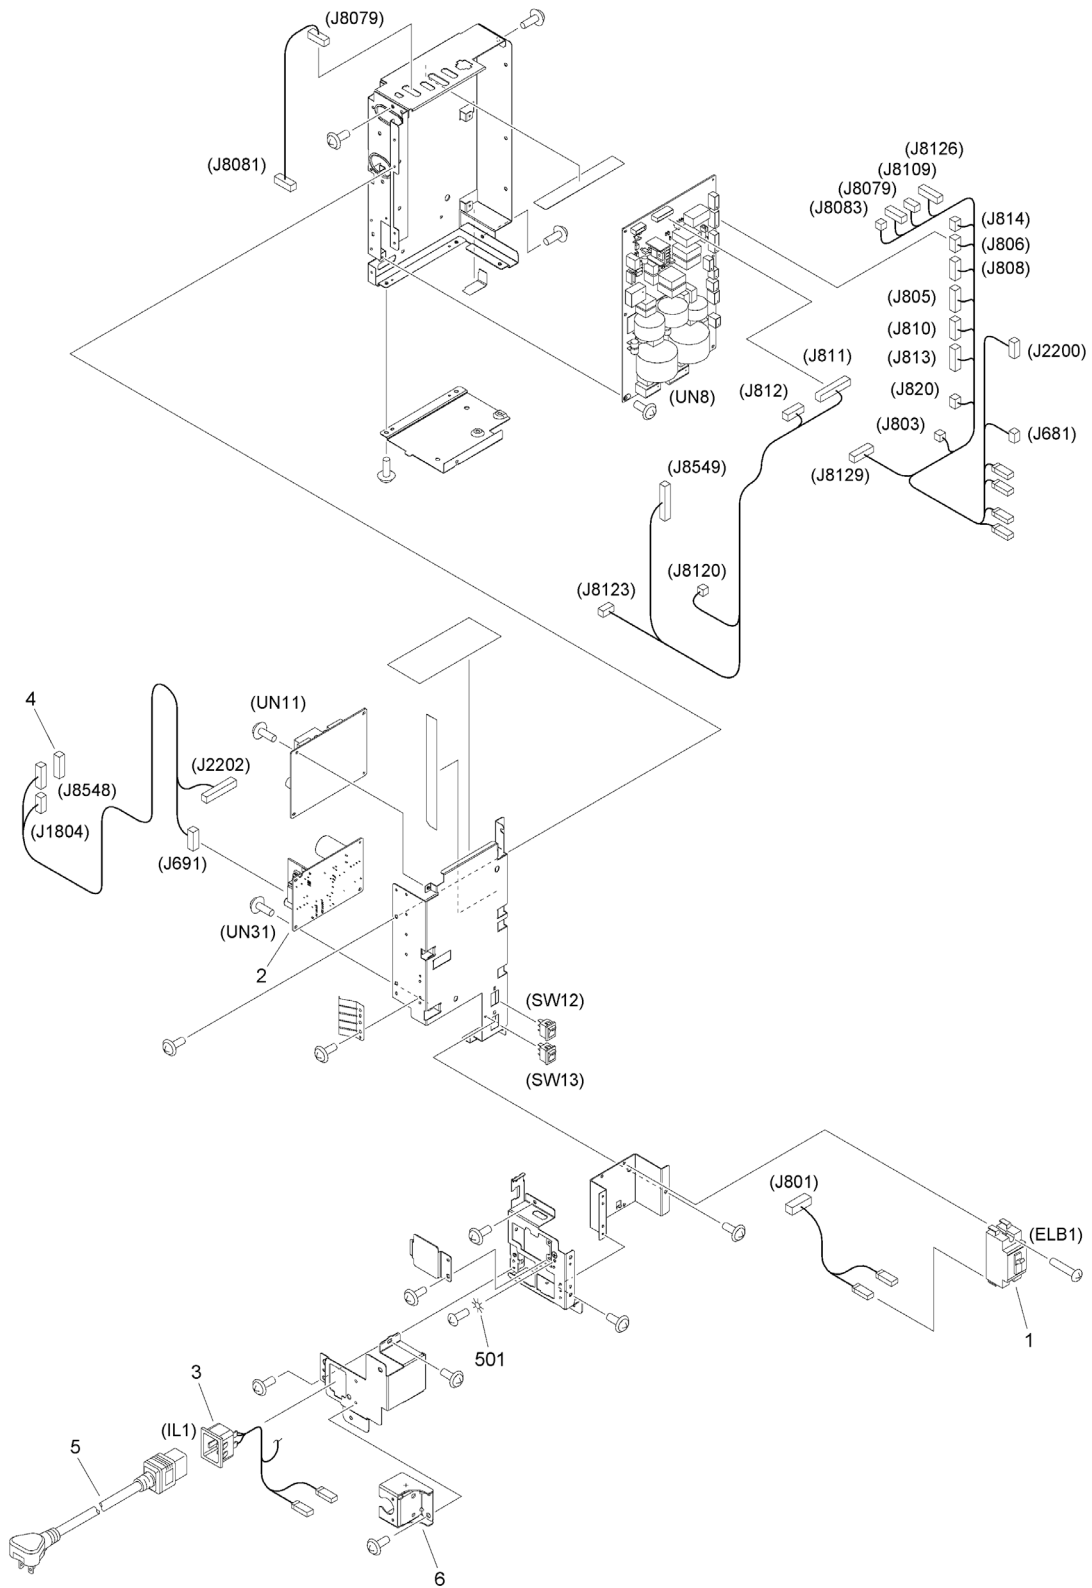 (J8079)
(J8081)
(J8126)
(J8109)
(J8079)
(J8083)
(J814)
(J806)
(J808)
(J805)
(J810)
(J813)
(J2200)
(J811)
(J812)
(UN8)
(J820)
(J803)
(J681)
(J8129)
(J8549)
(J8120)
(J8123)
4
(UN11)
(J2202)
(J8548)
(J1804)
(J691)
(UN31)
2
(SW12)
(SW13)
(J801)
(ELB1)
1
501
3
(IL1)
5
6